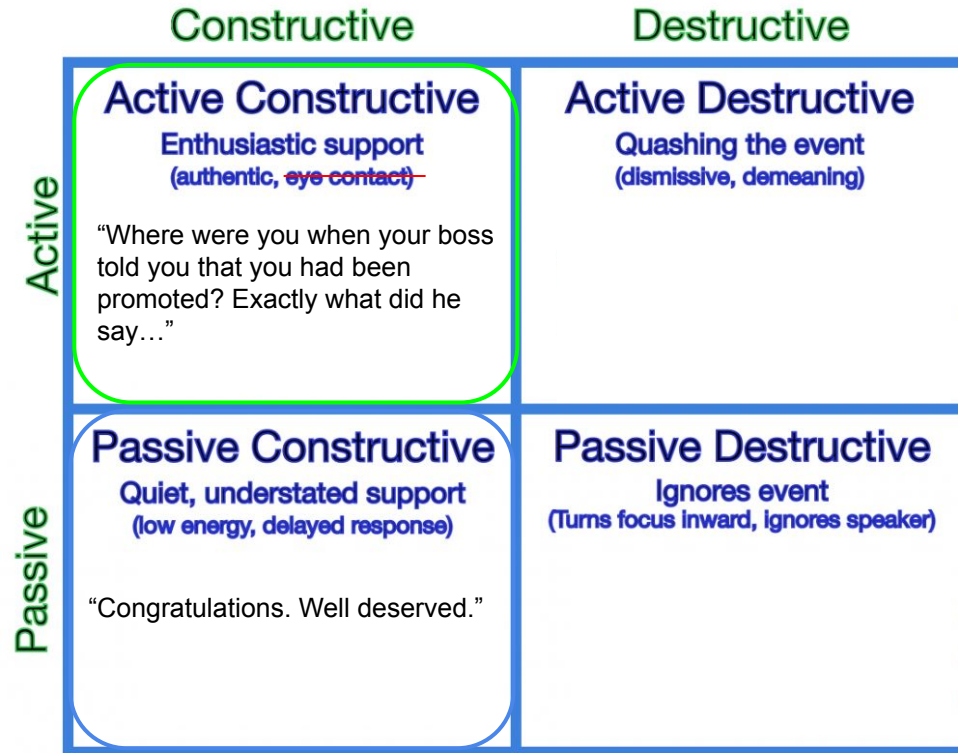 Constructive
Destructive
Active
Active Constructive
Enthusiastic support
(authentic, eye contact)
“Where were you when your boss
told you that you had been
promoted? Exactly what did he
say…”
Active Destructive
Quashing the event
(dismissive, demeaning)
Passive
Passive Constructive
Quiet, understated support
(low energy, delayed response)
“Congratulations. Well deserved.”
Passive Destructive
Ignores event
(Turns focus inward, ignores speaker)